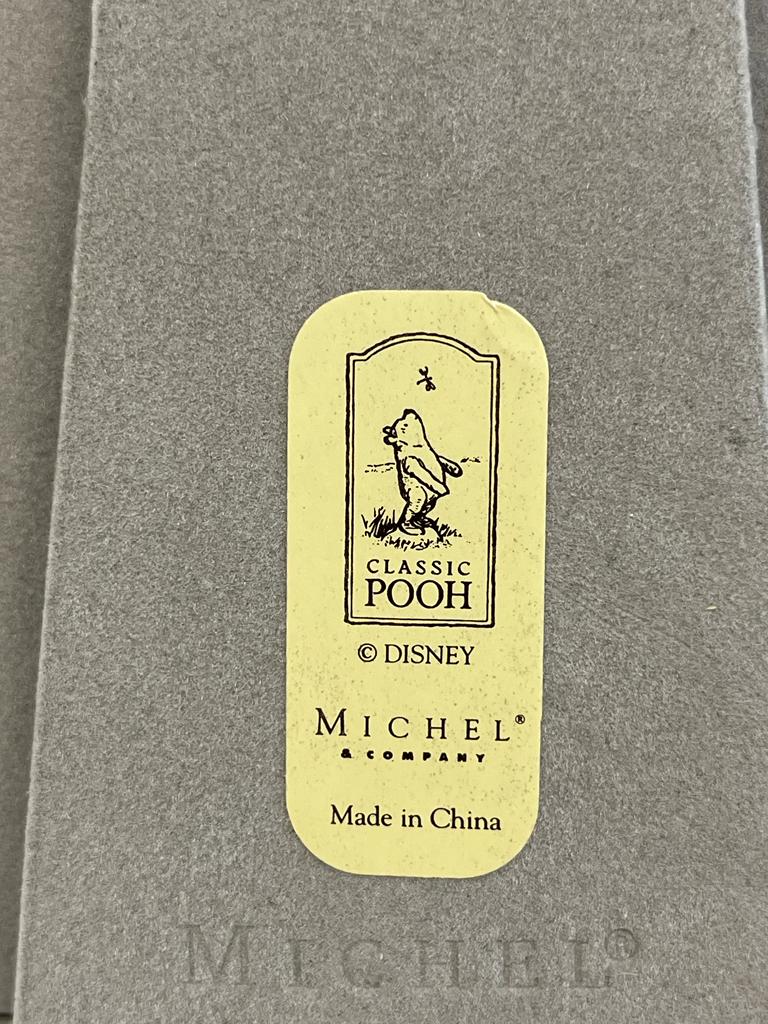 CLASSIC
POOH
© DISNEY
MICHEL®
& COMPANY
Made in China
MICHEL®